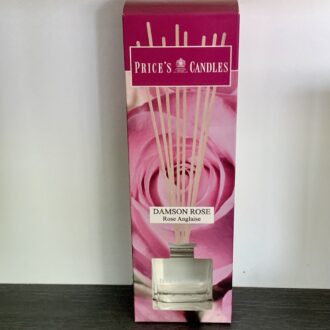 PRICE'S CANDLES
DAMSON ROSE
Rose Anglaise